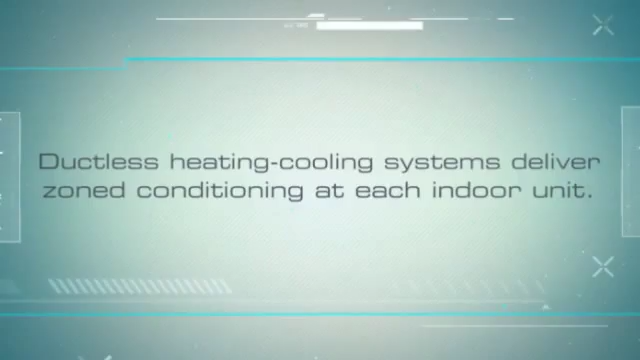 Ductless heating-cooling systems deliver
zoned conditioning at each indoor unit.